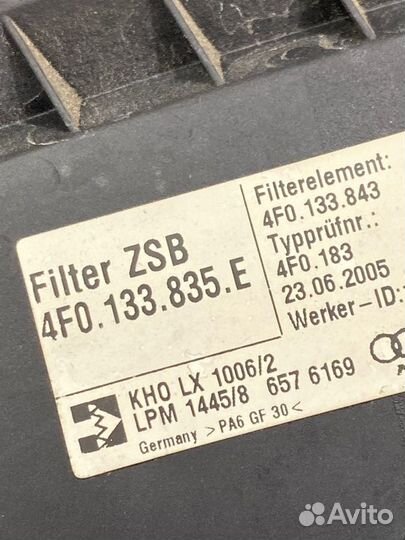 Filter ZSB
4F0.133.835.E
Filterelement:
4F0.133.843
Typprüfnr.:
4F0.183
23.06.2005
Werker-ID:
KHO LX 1006/2
LPM 1445/8 657 6169
Germany >PA6 GF 30<
Avito